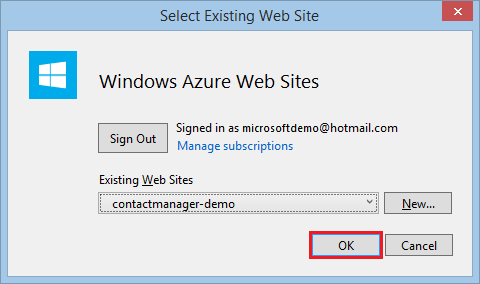 Select Existing Web Site
Windows Azure Web Sites
Sign Out
Signed in as microsoftdemo@hotmail.com
Manage subscriptions
Existing Web Sites
contactmanager-demo
New...
OK
Cancel